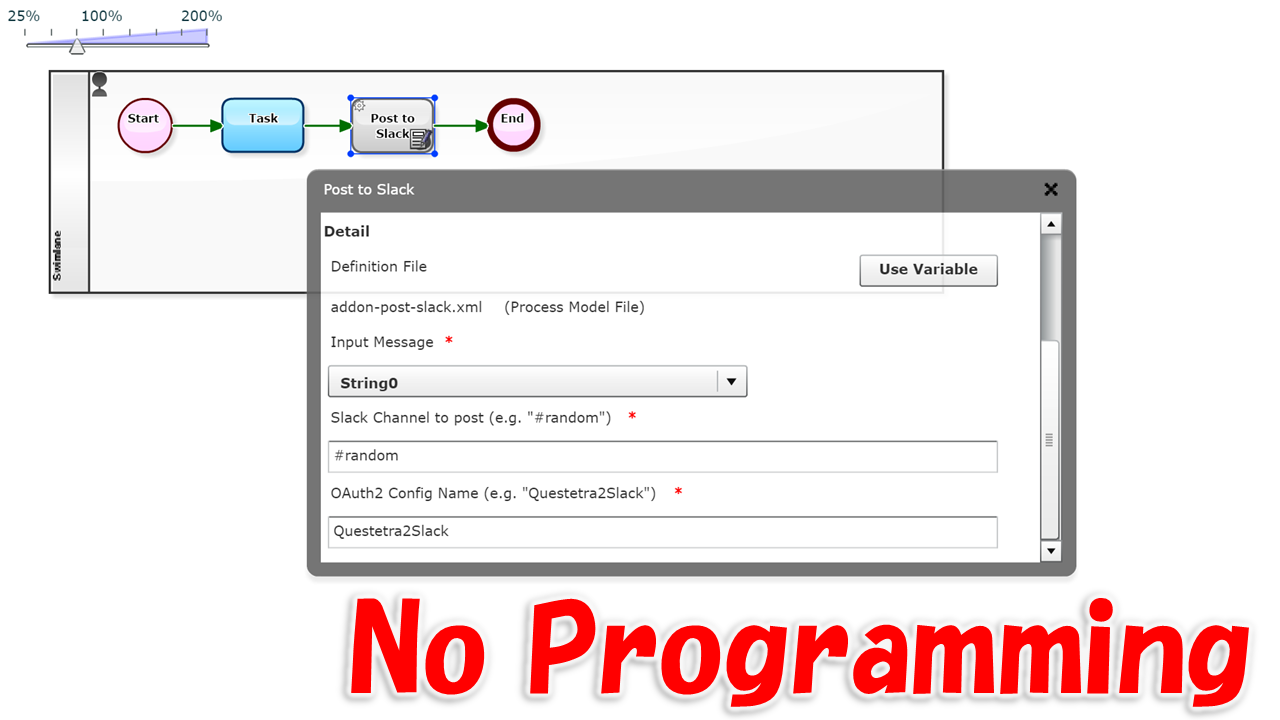 25% 100% 200%
Start
Task
Post to
Slack
End
Swimlane
Post to Slack
Detail
Definition File
Use Variable
addon-post-slack.xml (Process Model File)
Input Message *
String0
Slack Channel to post (e.g. "#random") *
#random
OAuth2 Config Name (e.g. "Questetra2Slack") *
Questetra2Slack
No Programming